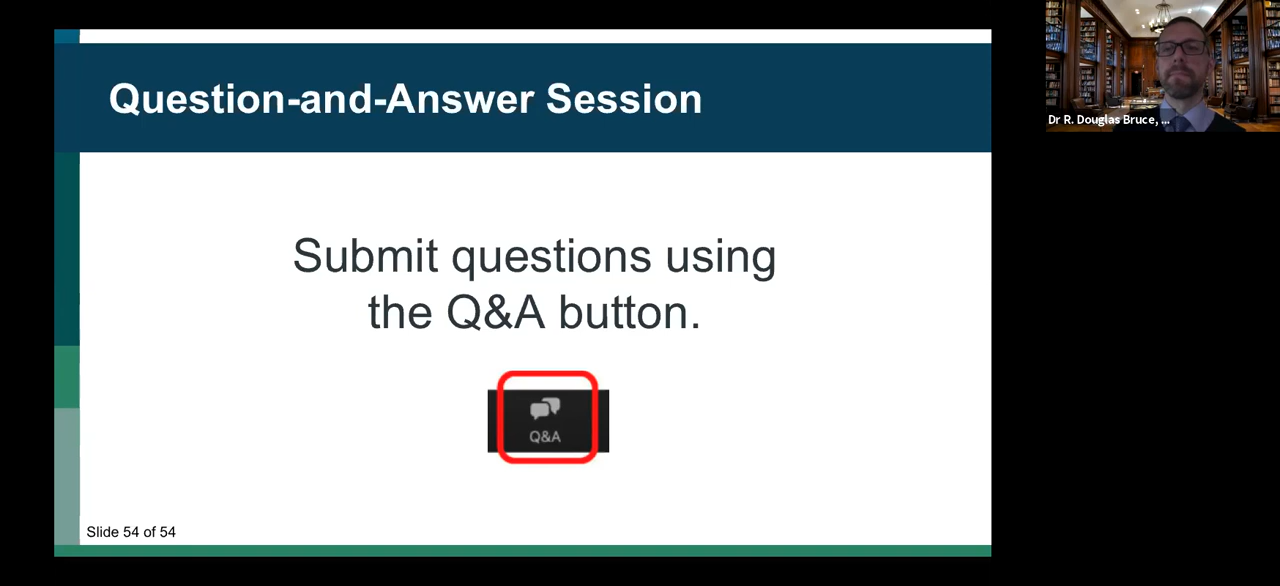 Question-and-Answer Session
Dr R. Douglas Bruce, ...
Submit questions using
the Q&A button.
Q&A
Slide 54 of 54